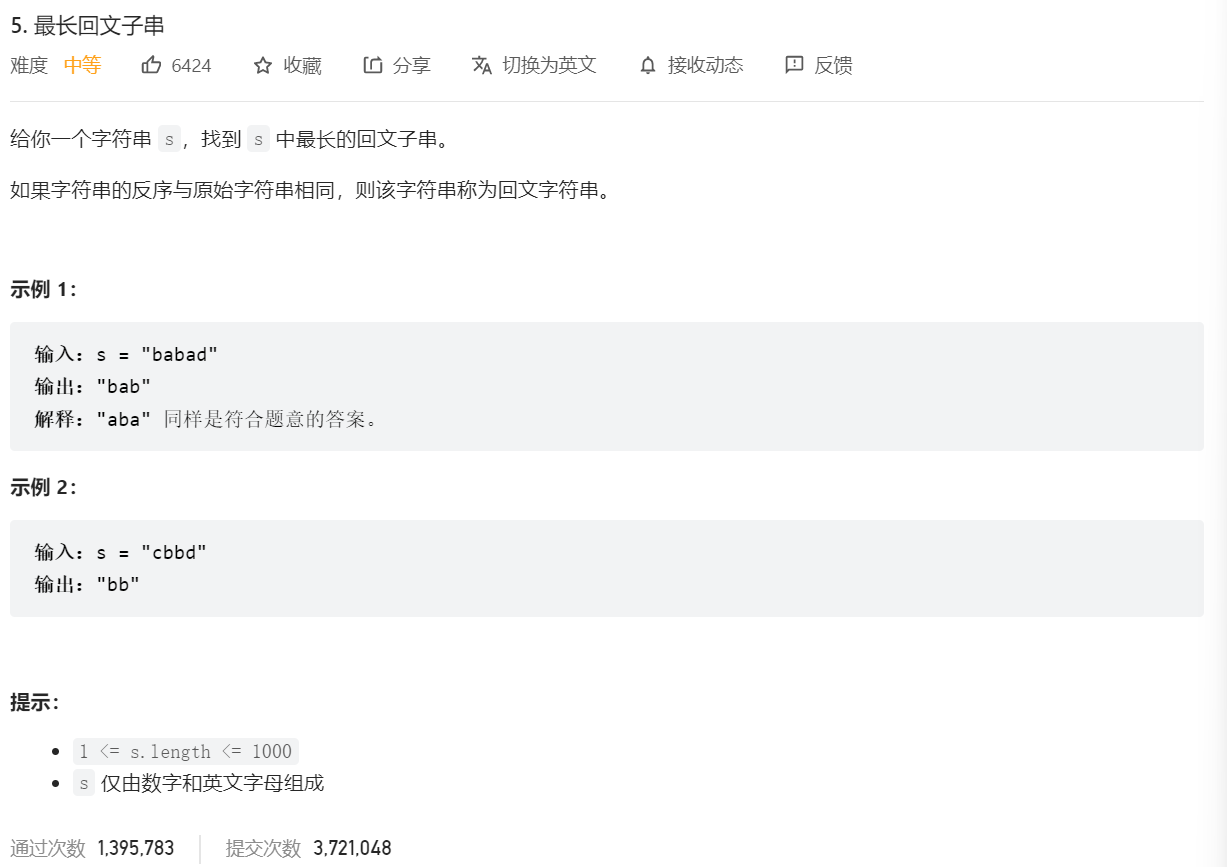 5. 最长回文子串
难度 中等 6424 收藏 分享 切换为英文 接收动态 反馈
给你一个字符串 s，找到 s 中最长的回文子串。
如果字符串的反序与原始字符串相同，则该字符串称为回文字符串。
示例 1：
输入：s = "babad"
输出："bab"
解释："aba" 同样是符合题意的答案。
示例 2：
输入：s = "cbbd"
输出："bb"
提示：
• 1 <= s.length <= 1000
• s 仅由数字和英文字母组成
通过次数 1,395,783 提交次数 3,721,048